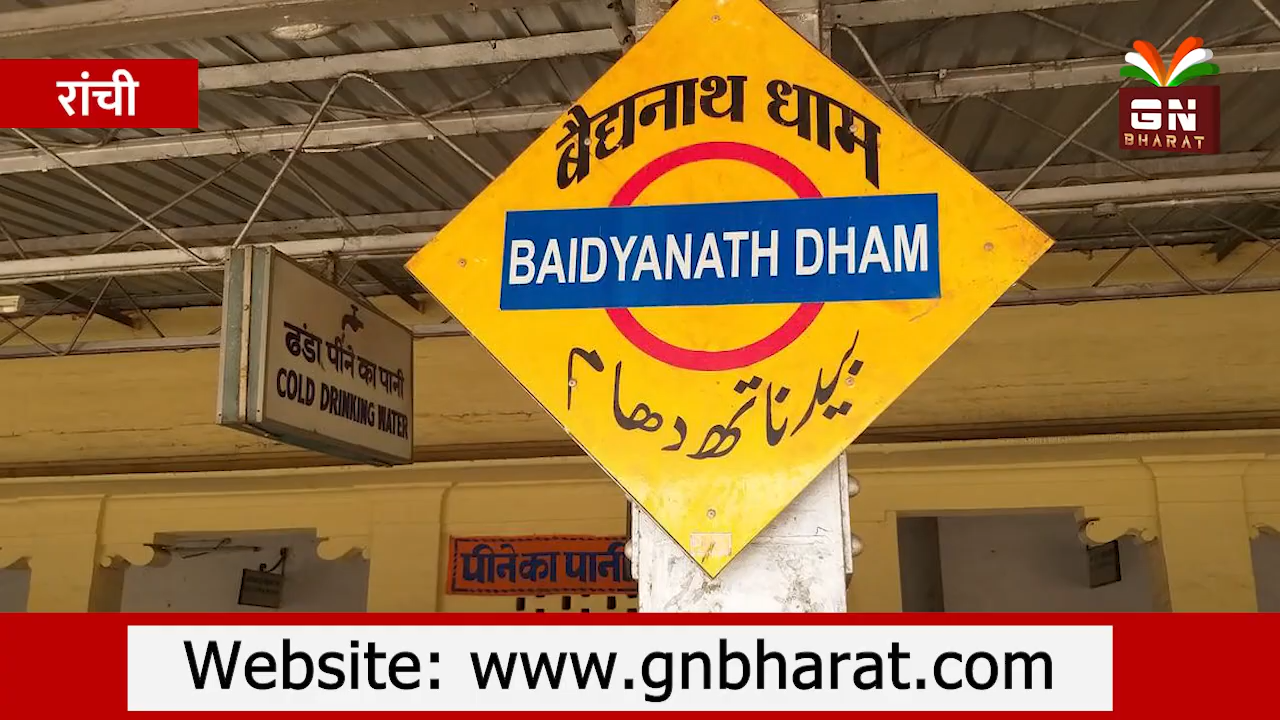 रांची
GN
BHARAT
बैद्यनाथ धाम
BAIDYANATH DHAM
بیدناتھ دھام
ठंडा पीने का पानी
COLD DRINKING WATER
पीने का पानी
Website: www.gnbharat.com